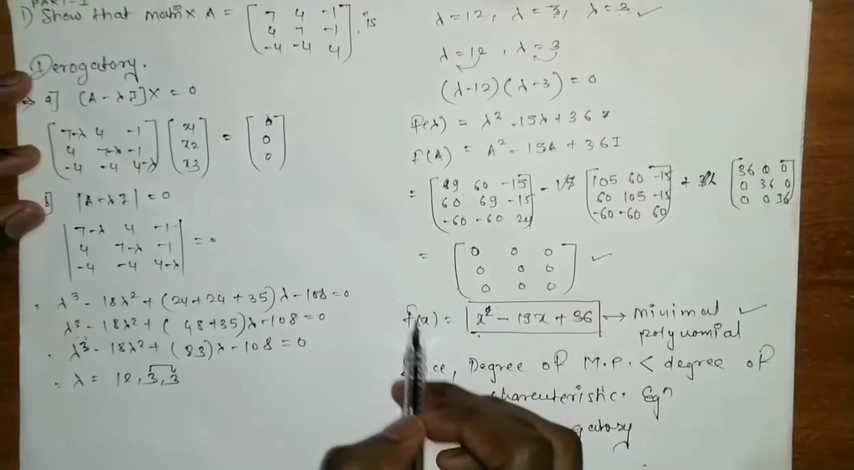 PART-I
1) Show that matrix A = [ 7 4 -1 ] is
[ 4 7 -1 ]
[ -4 -4 4 ]
Derogatory.
→ a] [A - λI]X = 0
[ 7-λ 4 -1 ] [ x1 ] = [ 0 ]
[ 4 7-λ -1 ] [ x2 ] [ 0 ]
[ -4 -4 4-λ ] [ x3 ] [ 0 ]
b] |A - λI| = 0
| 7-λ 4 -1 |
| 4 7-λ -1 | = 0
| -4 -4 4-λ |
λ³ - 18λ² + (24 + 24 + 35)λ - 108 = 0
λ³ - 18λ² + (48 + 35)λ - 108 = 0
λ³ - 18λ² + (83)λ - 108 = 0
λ = 12, 3, 3
λ = 12, λ = 3, λ = 3
λ = 12, λ = 3
(λ - 12)(λ - 3) = 0
f(λ) = λ² - 15λ + 36
f(A) = A² - 15A + 36I
= [ 69 60 -15 ] - [ 105 60 -15 ] + [ 36 0 0 ]
[ 60 69 -15 ] [ 60 105 -15 ] [ 0 36 0 ]
[ -60 -60 24 ] [ -60 -60 60 ] [ 0 0 36 ]
= [ 0 0 0 ]
[ 0 0 0 ]
[ 0 0 0 ]
f(x) = x² - 15x + 36 → Minimal
polynomial
Degree of M.P. < degree of
Eqn